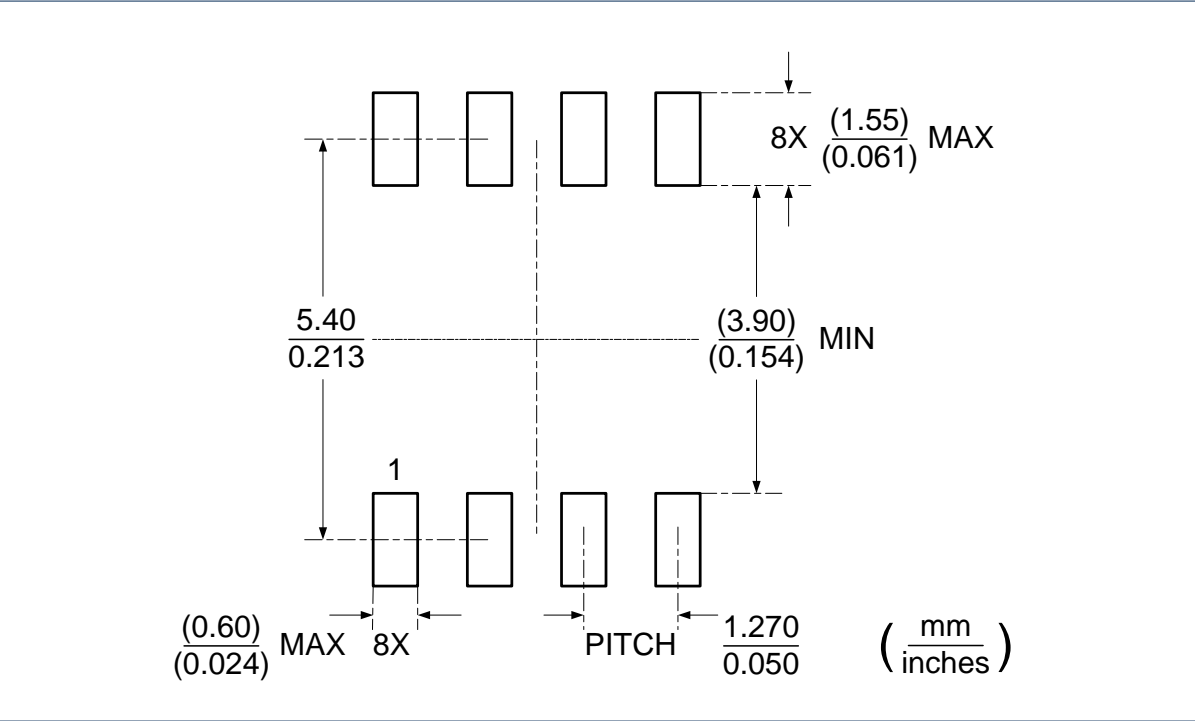 8X (1.55) MAX
(0.061)
5.40
0.213
(3.90) MIN
(0.154)
1
(0.60) MAX 8X
(0.024)
PITCH 1.270
0.050
( mm )
inches